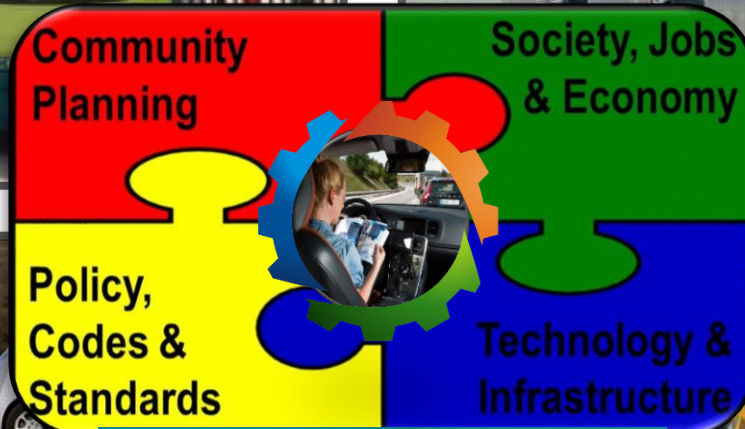 Community
Planning
Society, Jobs
& Economy
Policy,
Codes &
Standards
Technology &
Infrastructure